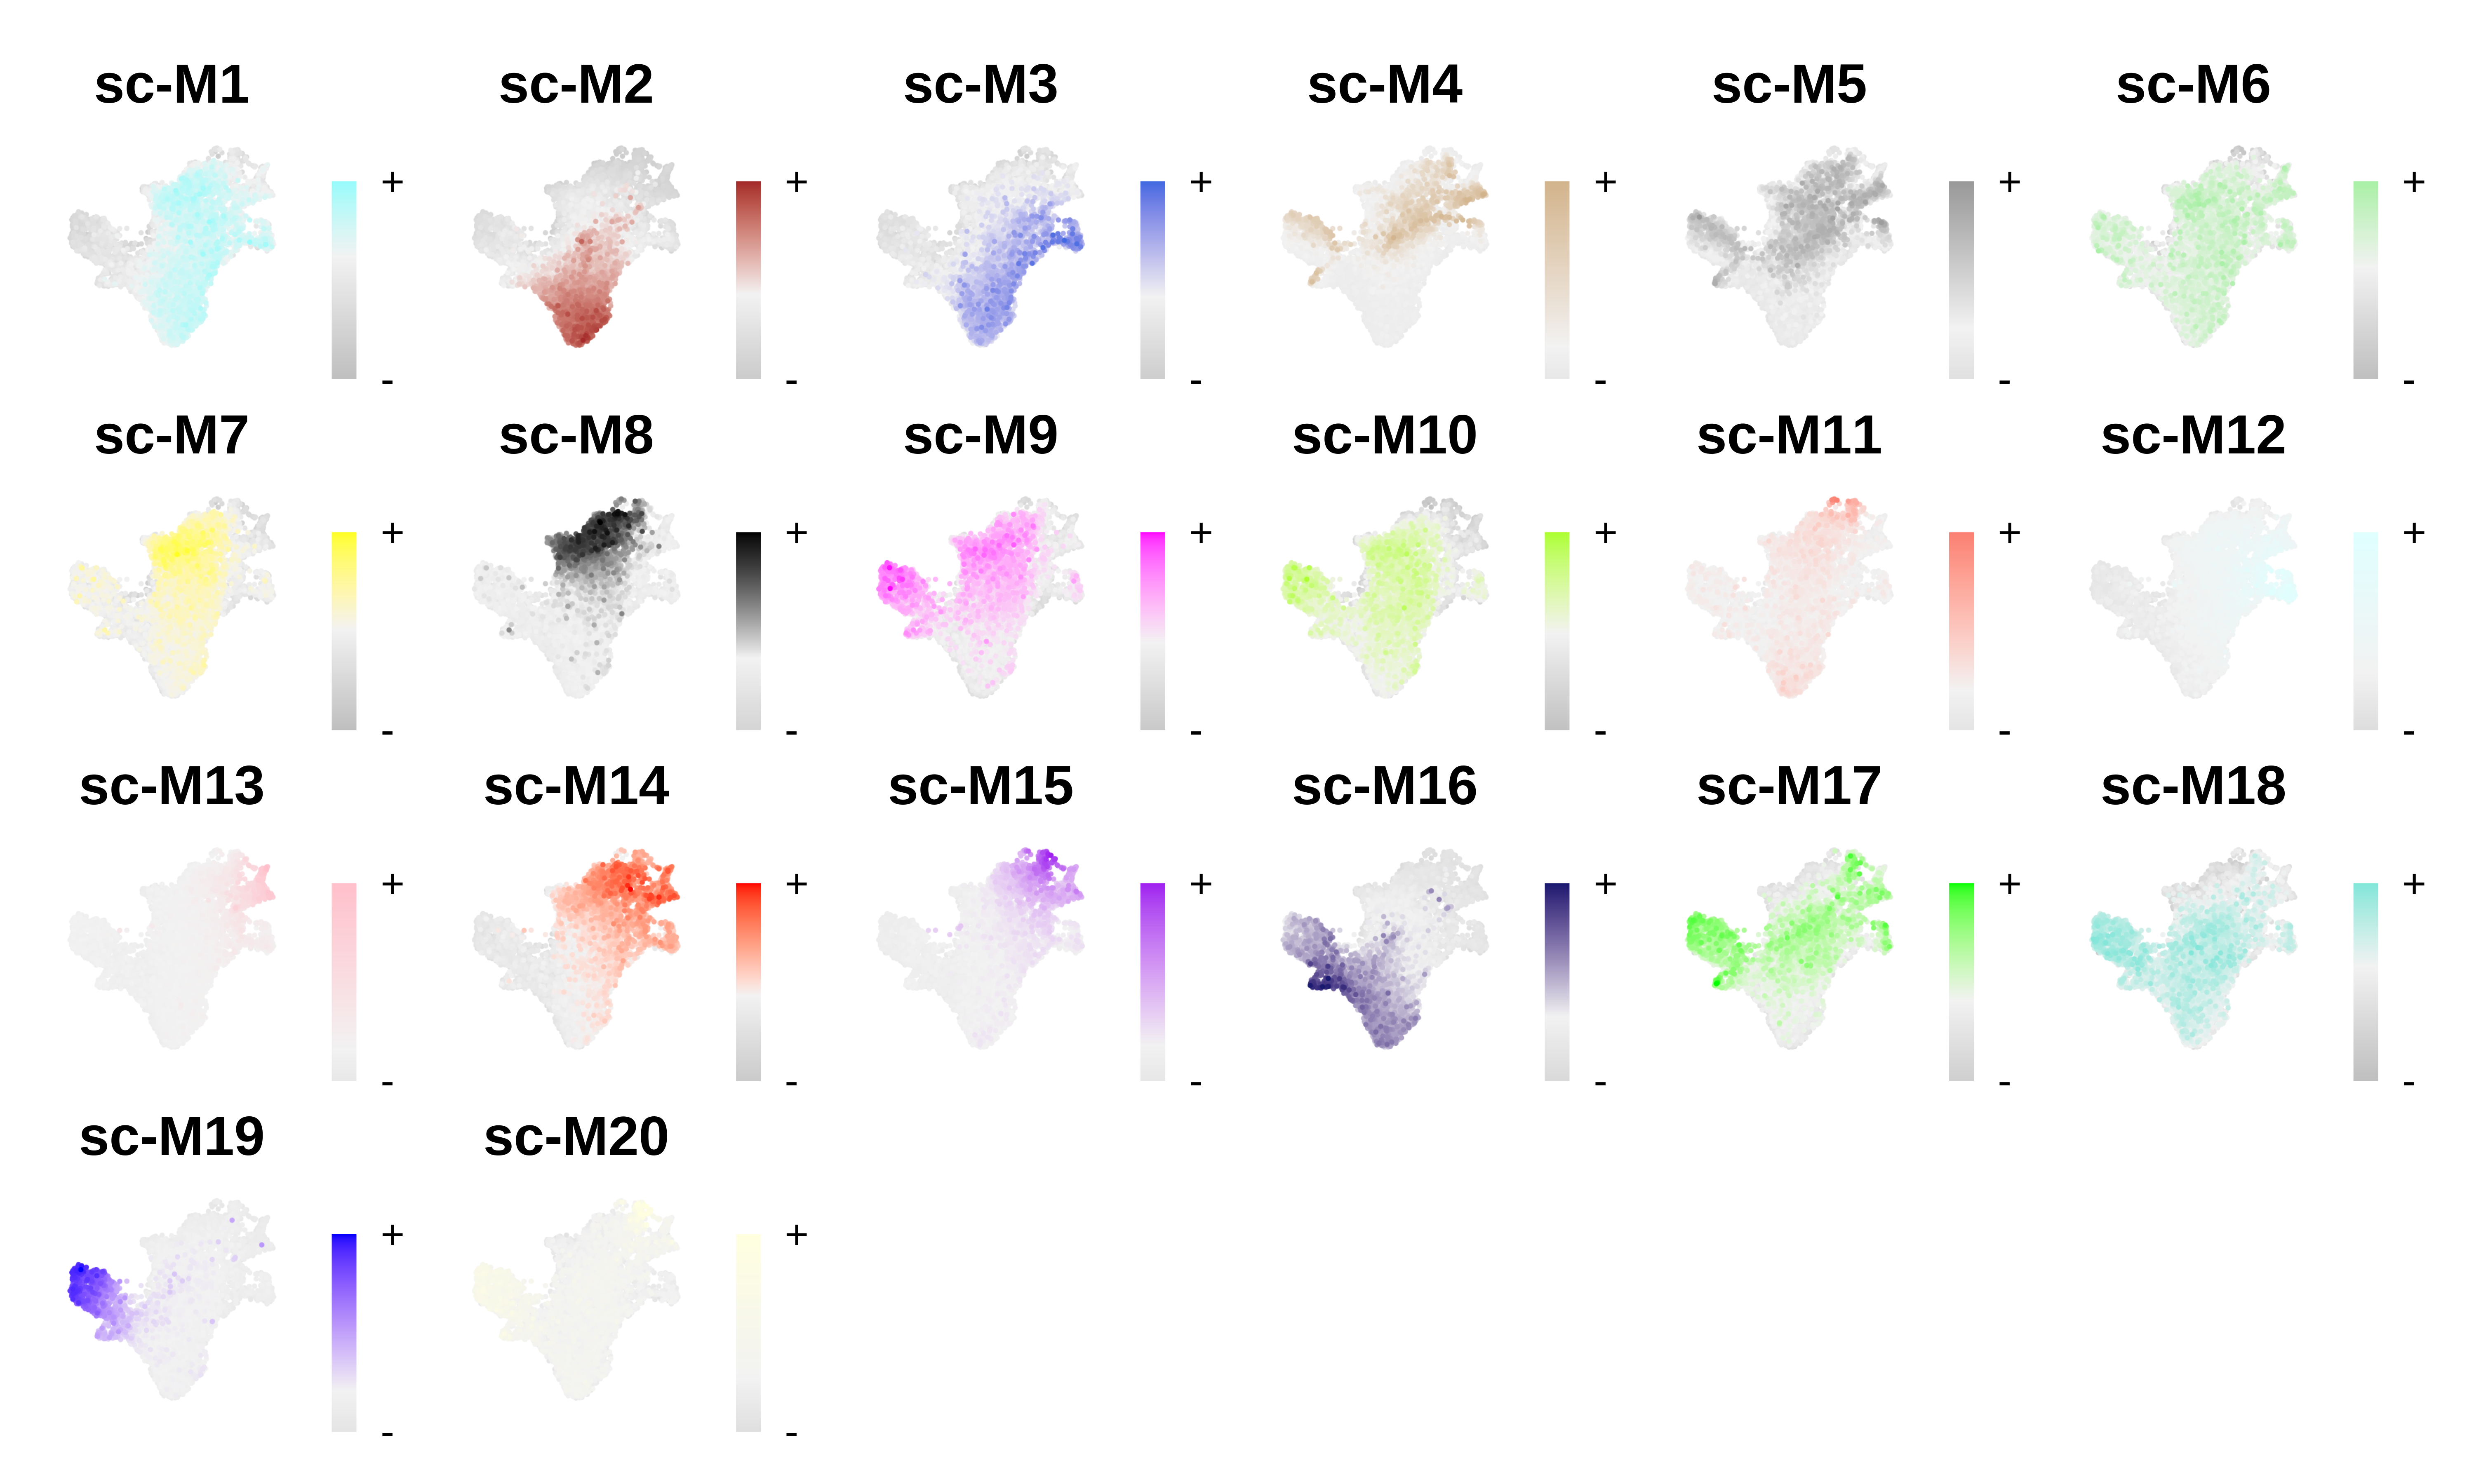 sc-M1 sc-M2 sc-M3 sc-M4 sc-M5 sc-M6
+ + + + + +
- - - - - -
sc-M7 sc-M8 sc-M9 sc-M10 sc-M11 sc-M12
+ + + + + +
- - - - - -
sc-M13 sc-M14 sc-M15 sc-M16 sc-M17 sc-M18
+ + + + + +
- - - - - -
sc-M19 sc-M20
+ +
- -